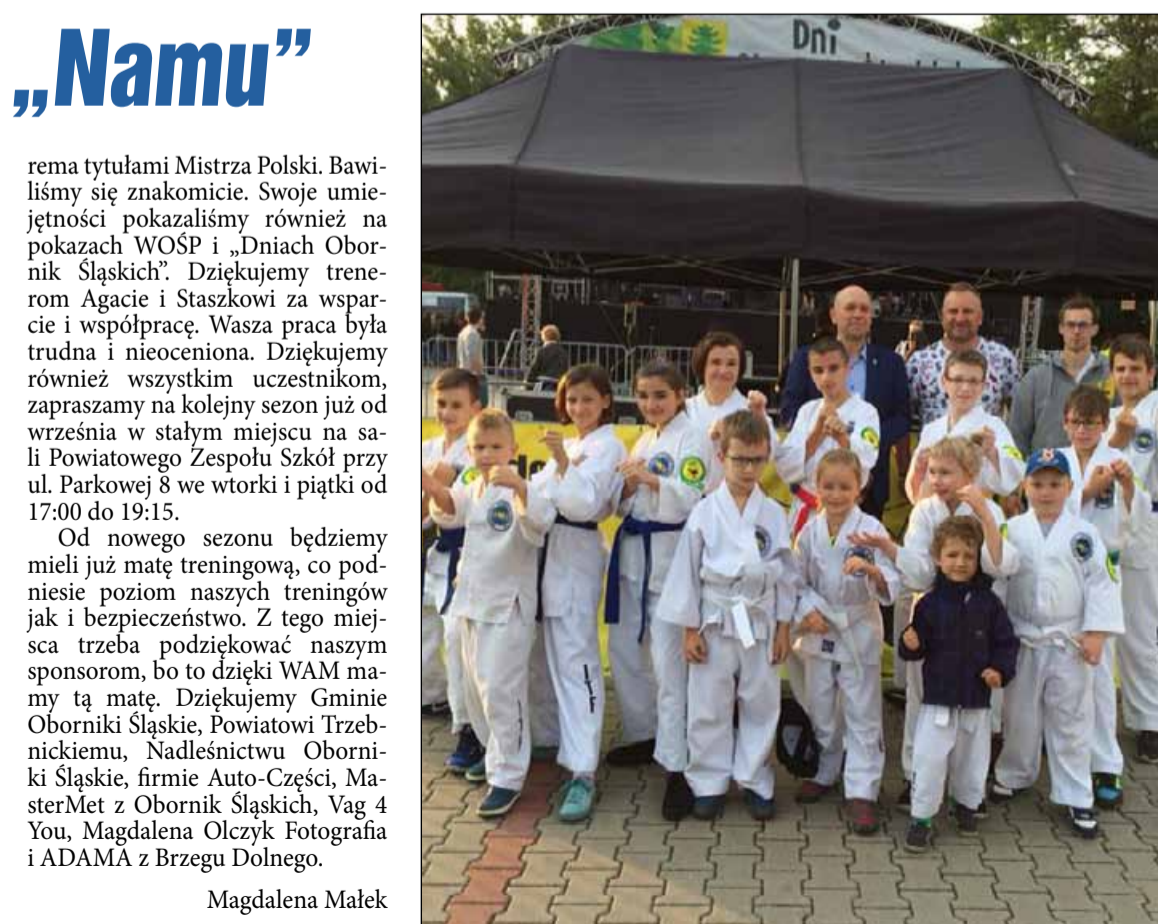 „Namu”
rema tytułami Mistrza Polski. Bawi-
liśmy się znakomicie. Swoje umie-
jętności pokazaliśmy również na
pokazach WOŚP i „Dniach Obor-
nik Śląskich”. Dziękujemy trene-
rom Agacie i Staszkowi za wspar-
cie i współpracę. Wasza praca była
trudna i nieoceniona. Dziękujemy
również wszystkim uczestnikom,
zapraszamy na kolejny sezon już od
września w stałym miejscu na sa-
li Powiatowego Zespołu Szkół przy
ul. Parkowej 8 we wtorki i piątki od
17:00 do 19:15.
Od nowego sezonu będziemy
mieli już matę treningową, co pod-
niesie poziom naszych treningów
jak i bezpieczeństwo. Z tego miej-
sca trzeba podziękować naszym
sponsorom, bo to dzięki WAM ma-
my tą matę. Dziękujemy Gminie
Oborniki Śląskie, Powiatowi Trzeb-
nickiemu, Nadleśnictwu Oborni-
ki Śląskie, firmie Auto-Części, Ma-
sterMet z Obornik Śląskich, Vag 4
You, Magdalena Olczyk Fotografia
i ADAMA z Brzegu Dolnego.
Magdalena Małek
Dni